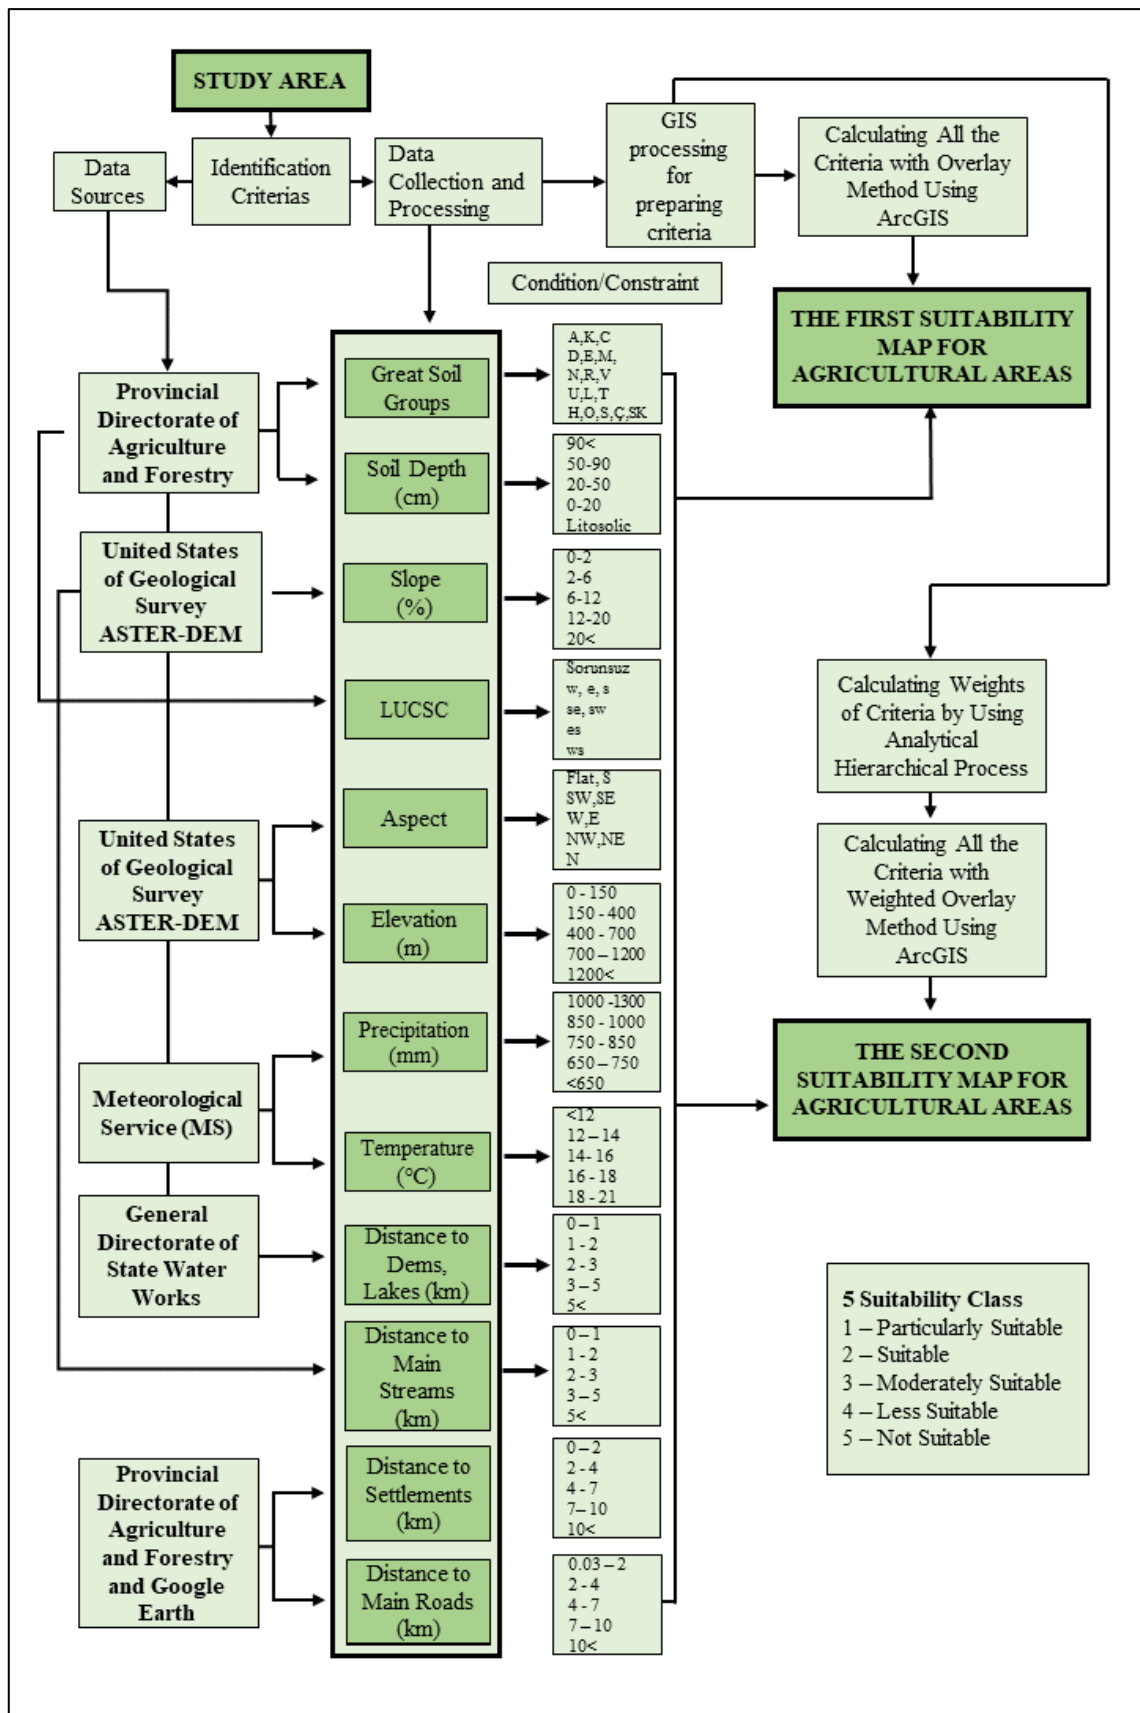 STUDY AREA
Data
Sources
Identification
Criterias
Data
Collection and
Processing
GIS
processing
for
preparing
criteria
Calculating All the
Criteria with Overlay
Method Using
ArcGIS
Condition/Constraint
THE FIRST SUITABILITY
MAP FOR
AGRICULTURAL AREAS
Provincial
Directorate of
Agriculture
and Forestry
Great Soil
Groups
A,K,C
D,E,M,
N,R,V
U,L,T
H,O,S,Ç,SK
Soil Depth
(cm)
90<
50-90
20-50
0-20
Litosolic
United States
of Geological
Survey
ASTER-DEM
Slope
(%)
0-2
2-6
6-12
12-20
20<
LUCSC
Sorunsuz
w, e, s
se, sw
es
ws
Calculating Weights
of Criteria by Using
Analytical
Hierarchical Process
United States
of Geological
Survey
ASTER-DEM
Aspect
Flat, S
SW,SE
W,E
NW,NE
N
Calculating All the
Criteria with
Weighted Overlay
Method Using
ArcGIS
Elevation
(m)
0 - 150
150 - 400
400 - 700
700 – 1200
1200<
Precipitation
(mm)
1000 -1300
850 - 1000
750 - 850
650 – 750
<650
THE SECOND
SUITABILITY MAP FOR
AGRICULTURAL AREAS
Meteorological
Service (MS)
Temperature
(°C)
<12
12 – 14
14- 16
16 - 18
18 - 21
General
Directorate of
State Water
Works
Distance to
Dems,
Lakes (km)
0 – 1
1 - 2
2 - 3
3 – 5
5<
Distance to
Main
Streams
(km)
0 – 1
1 - 2
2 - 3
3 – 5
5<
5 Suitability Class
1 – Particularly Suitable
2 – Suitable
3 – Moderately Suitable
4 – Less Suitable
5 – Not Suitable
Provincial
Directorate of
Agriculture
and Forestry
and Google
Earth
Distance to
Settlements
(km)
0 – 2
2 - 4
4 - 7
7– 10
10<
Distance to
Main Roads
(km)
0.03 – 2
2 - 4
4 - 7
7 – 10
10<